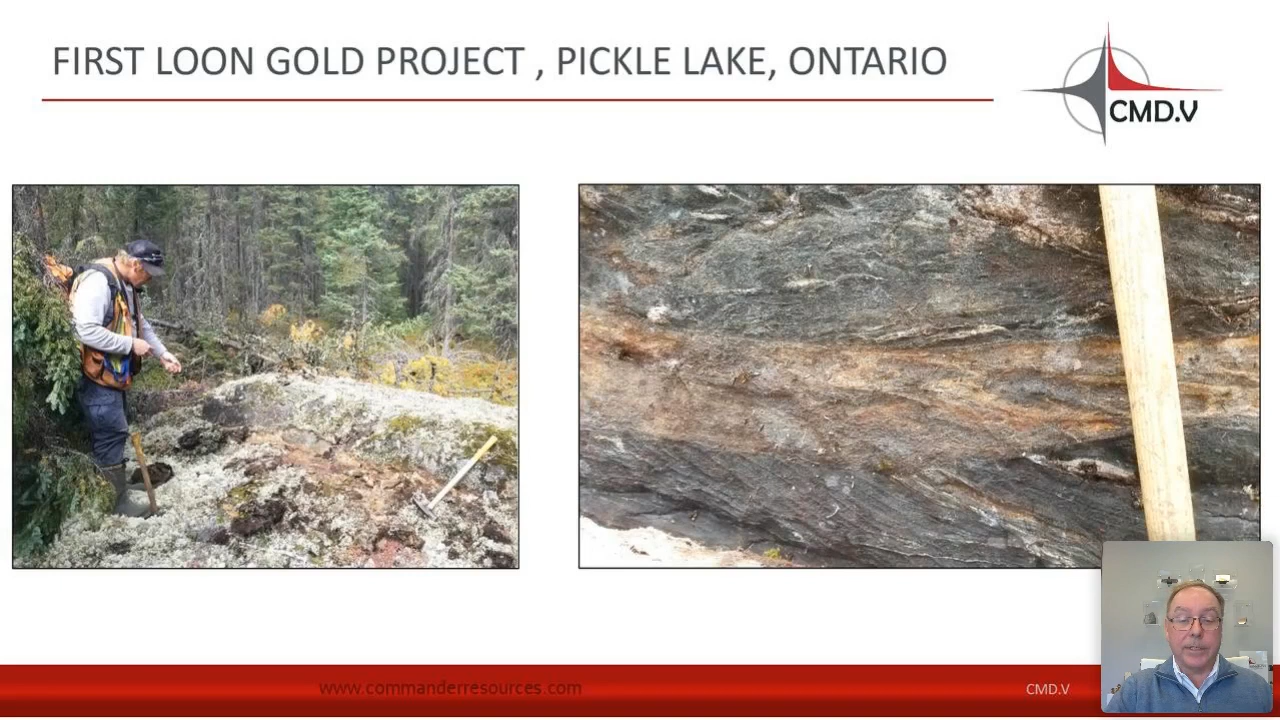 FIRST LOON GOLD PROJECT , PICKLE LAKE, ONTARIO
CMD.V
www.commanderresources.com
CMD.V